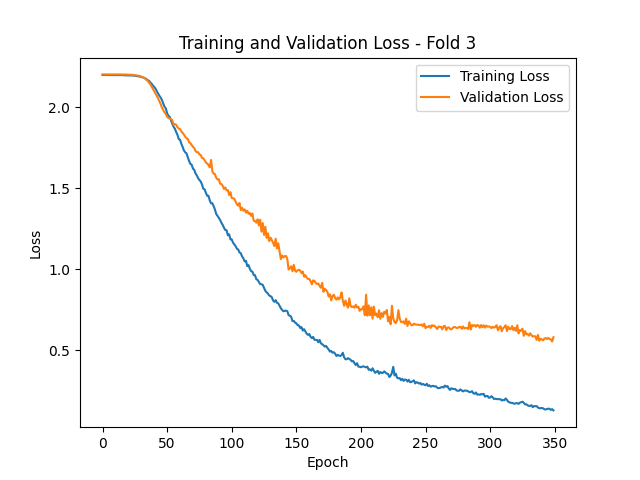 Training and Validation Loss - Fold 3
Training Loss
Validation Loss
Loss
2.0
1.5
1.0
0.5
0 50 100 150 200 250 300 350
Epoch